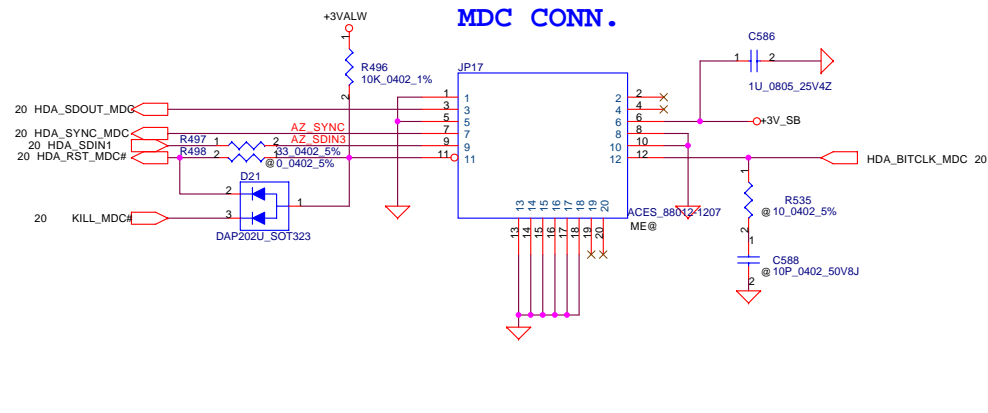 MDC CONN.
+3VALW
1
R496
10K_0402_1%
2
JP17
C586
1
2
1U_0805_25V4Z
20 HDA_SDOUT_MDC
20 HDA_SYNC_MDC
20 HDA_SDIN1
20 HDA_RST_MDC#
AZ_SYNC
AZ_SDIN3
R497 1 2 33_0402_5%
R498 2 1 @0_0402_5%
1 1
3 3
5 5
7 7
9 9
11 11
2 2
4 4
6 6
8 8
10 10
12 12
+3V_SB
HDA_BITCLK_MDC 20
D21
2
3
1
DAP202U_SOT323
20 KILL_MDC#
13 14 15 16 17 18 19 20
13 14 15 16 17 18 19 20
ACES_88012-1207
ME@
1
R535
@10_0402_5%
2
1
C588
@10P_0402_50V8J
2